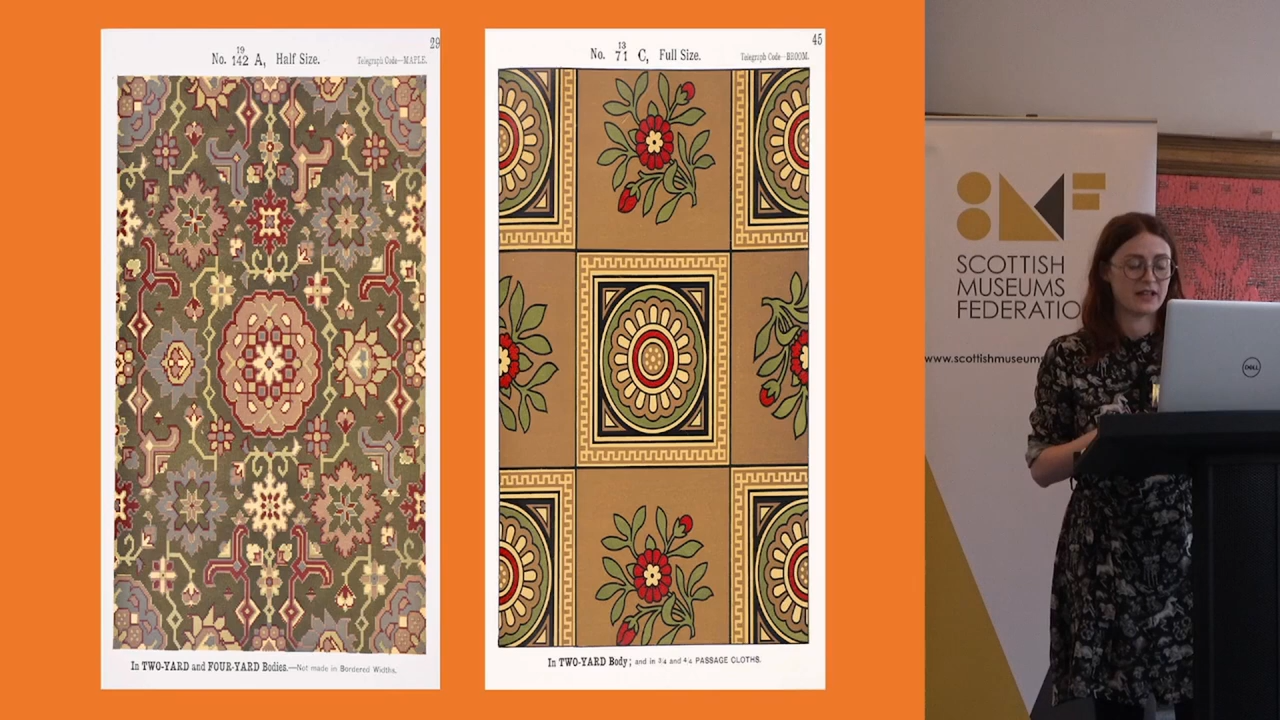 29
19
No. 142 A, Half Size.
Telegraph Code—MAPLE.
In TWO-YARD and FOUR-YARD Bodies.—Not made in Bordered Widths.
45
13
No. 71 C, Full Size.
Telegraph Code—BROOM.
In TWO-YARD Body; and in 3/4 and 4/4 PASSAGE CLOTHS.
SMF
SCOTTISH
MUSEUMS
FEDERATIO
www.scottishmuseums
DELL